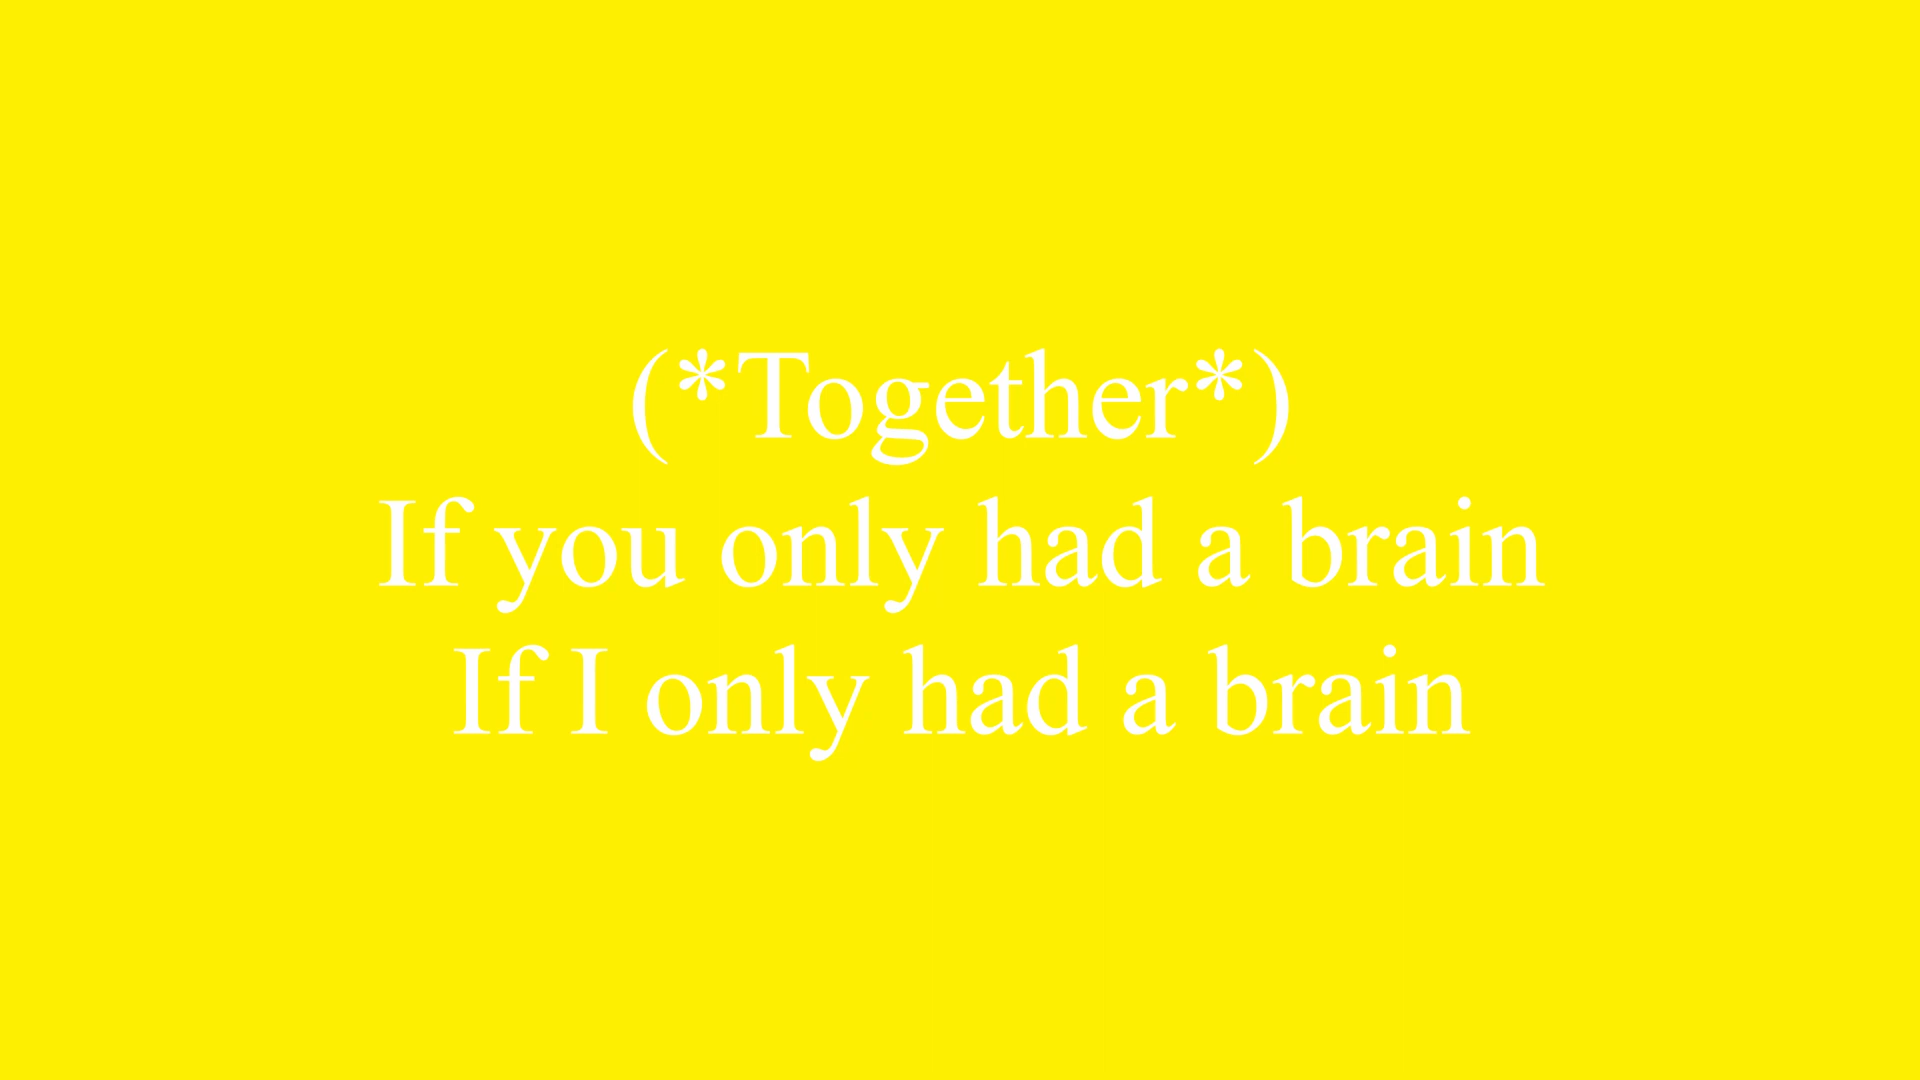 (*Together*)
If you only had a brain
If I only had a brain